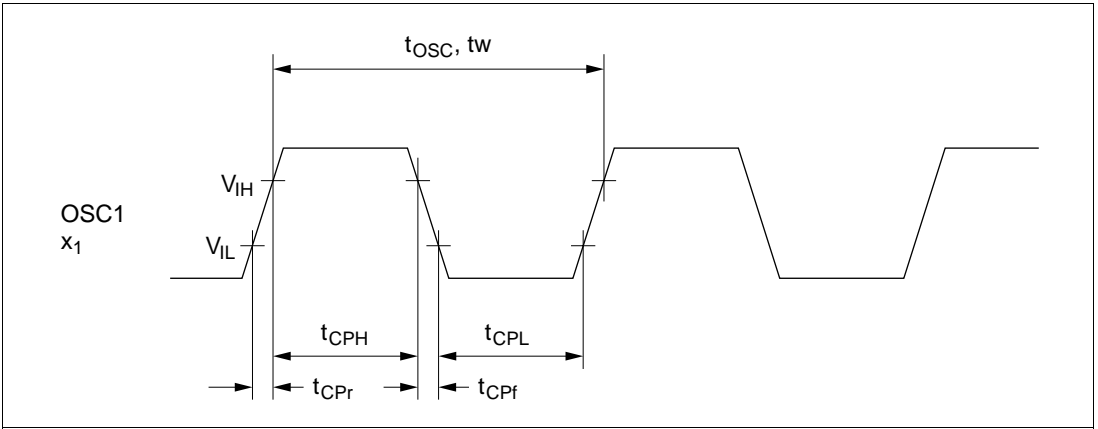 tOSC, tw
VIH
OSC1
x1
VIL
tCPH
tCPL
tCPr
tCPf